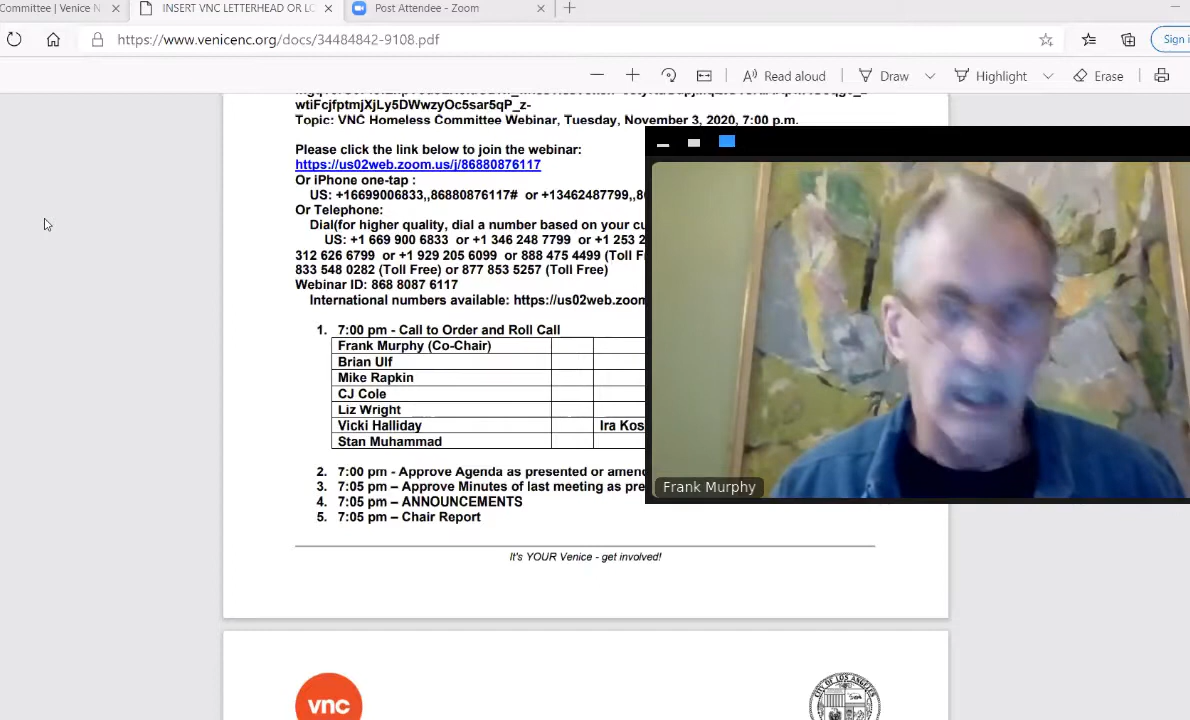 Committee | Venice N
INSERT VNC LETTERHEAD OR LO
Post Attendee - Zoom
https://www.venicenc.org/docs/34484842-9108.pdf
Sign i
Read aloud
Draw
Highlight
Erase
wtiFcjfptmjXjLy5DWwzyOc5sar5qP_z-
Topic: VNC Homeless Committee Webinar, Tuesday, November 3, 2020, 7:00 p.m.
Please click the link below to join the webinar:
https://us02web.zoom.us/j/86880876117
Or iPhone one-tap :
US: +16699006833,,86880876117# or +13462487799,,8
Or Telephone:
Dial(for higher quality, dial a number based on your cu
US: +1 669 900 6833 or +1 346 248 7799 or +1 253 2
312 626 6799 or +1 929 205 6099 or 888 475 4499 (Toll F
833 548 0282 (Toll Free) or 877 853 5257 (Toll Free)
Webinar ID: 868 8087 6117
International numbers available: https://us02web.zoom
1. 7:00 pm - Call to Order and Roll Call
Frank Murphy (Co-Chair)
Brian Ulf
Mike Rapkin
CJ Cole
Liz Wright
Vicki Halliday Ira Kos
Stan Muhammad
2. 7:00 pm - Approve Agenda as presented or amen
3. 7:05 pm – Approve Minutes of last meeting as pre
4. 7:05 pm – ANNOUNCEMENTS
5. 7:05 pm – Chair Report
It's YOUR Venice - get involved!
Frank Murphy
vnc
CITY OF LOS ANGELES